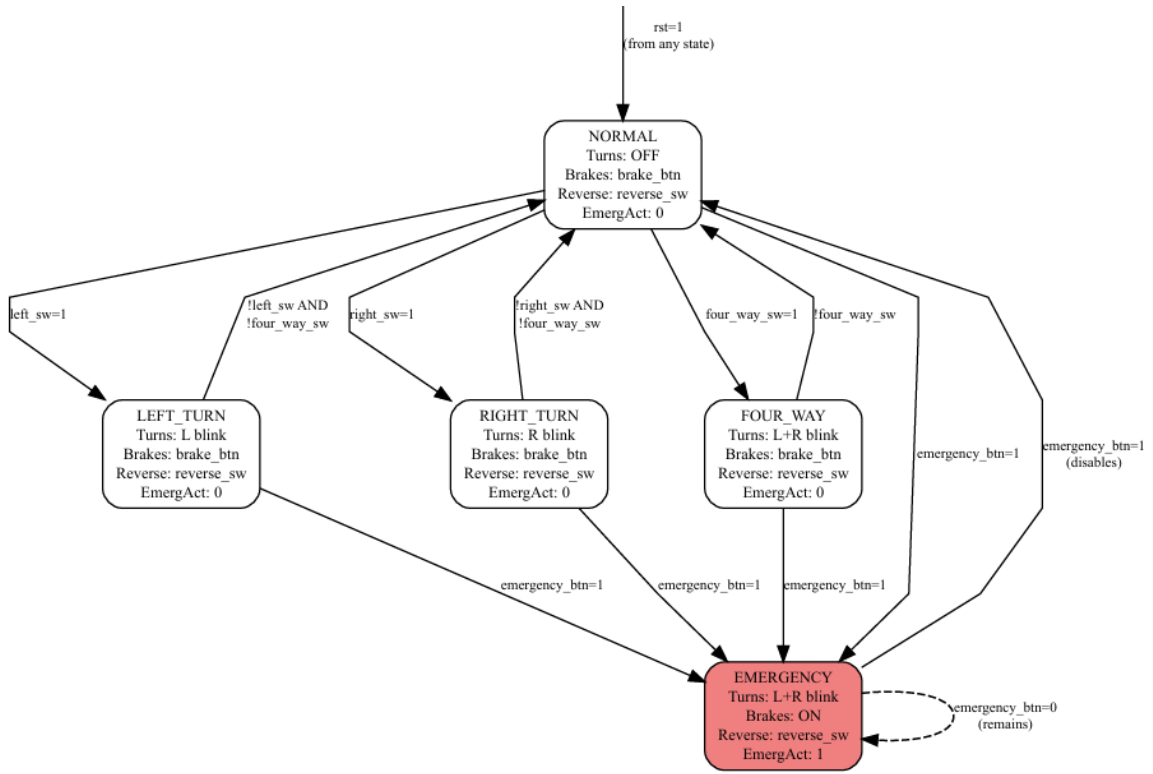 rst=1
(from any state)
NORMAL
Turns: OFF
Brakes: brake_btn
Reverse: reverse_sw
EmergAct: 0
left_sw=1
!left_sw AND
!four_way_sw
right_sw=1
!right_sw AND
!four_way_sw
four_way_sw=1
!four_way_sw
LEFT_TURN
Turns: L blink
Brakes: brake_btn
Reverse: reverse_sw
EmergAct: 0
RIGHT_TURN
Turns: R blink
Brakes: brake_btn
Reverse: reverse_sw
EmergAct: 0
FOUR_WAY
Turns: L+R blink
Brakes: brake_btn
Reverse: reverse_sw
EmergAct: 0
emergency_btn=1
emergency_btn=1
(disables)
emergency_btn=1
emergency_btn=1
emergency_btn=1
EMERGENCY
Turns: L+R blink
Brakes: ON
Reverse: reverse_sw
EmergAct: 1
emergency_btn=0
(remains)